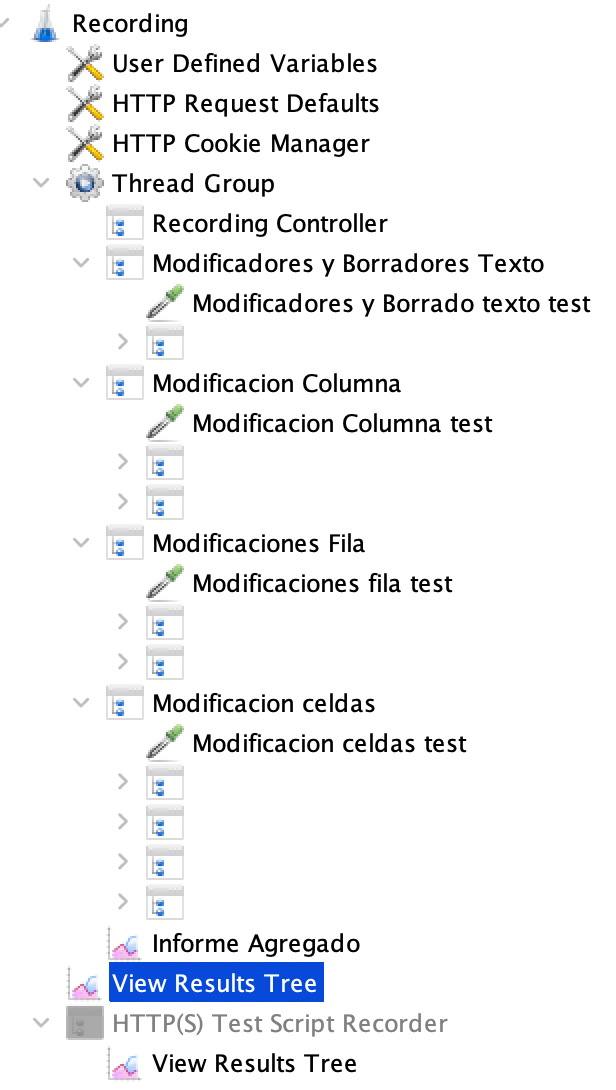 Recording
User Defined Variables
HTTP Request Defaults
HTTP Cookie Manager
Thread Group
Recording Controller
Modificadores y Borradores Texto
Modificadores y Borrado texto test
Modificacion Columna
Modificacion Columna test
Modificaciones Fila
Modificaciones fila test
Modificacion celdas
Modificacion celdas test
Informe Agregado
View Results Tree
HTTP(S) Test Script Recorder
View Results Tree